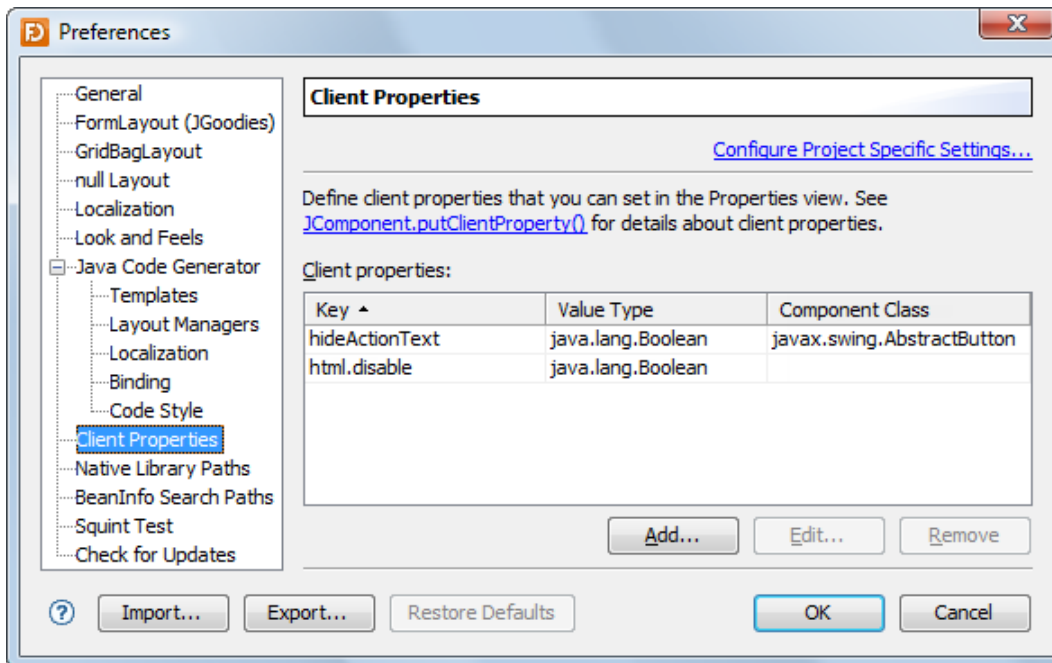 Preferences
General
FormLayout (JGoodies)
GridBagLayout
null Layout
Localization
Look and Feels
Java Code Generator
Templates
Layout Managers
Localization
Binding
Code Style
Client Properties
Native Library Paths
BeanInfo Search Paths
Squint Test
Check for Updates
Client Properties
Configure Project Specific Settings...
Define client properties that you can set in the Properties view. See
JComponent.putClientProperty() for details about client properties.
Client properties:
Key Value Type Component Class
hideActionText java.lang.Boolean javax.swing.AbstractButton
html.disable java.lang.Boolean
Add... Edit... Remove
Import... Export... Restore Defaults OK Cancel